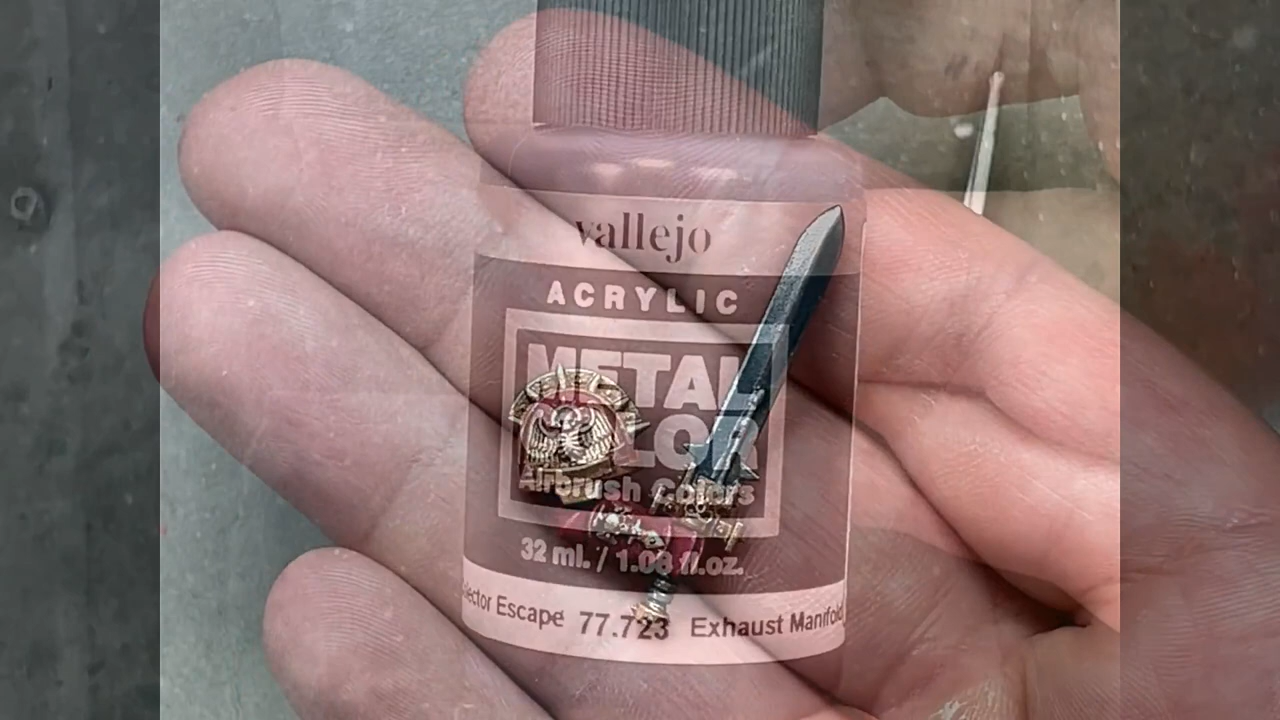 vallejo
ACRYLIC
METAL
COLOR
Airbrush Colors
32 ml. / 1.08 fl.oz.
Escape 77.723 Exhaust Manifold